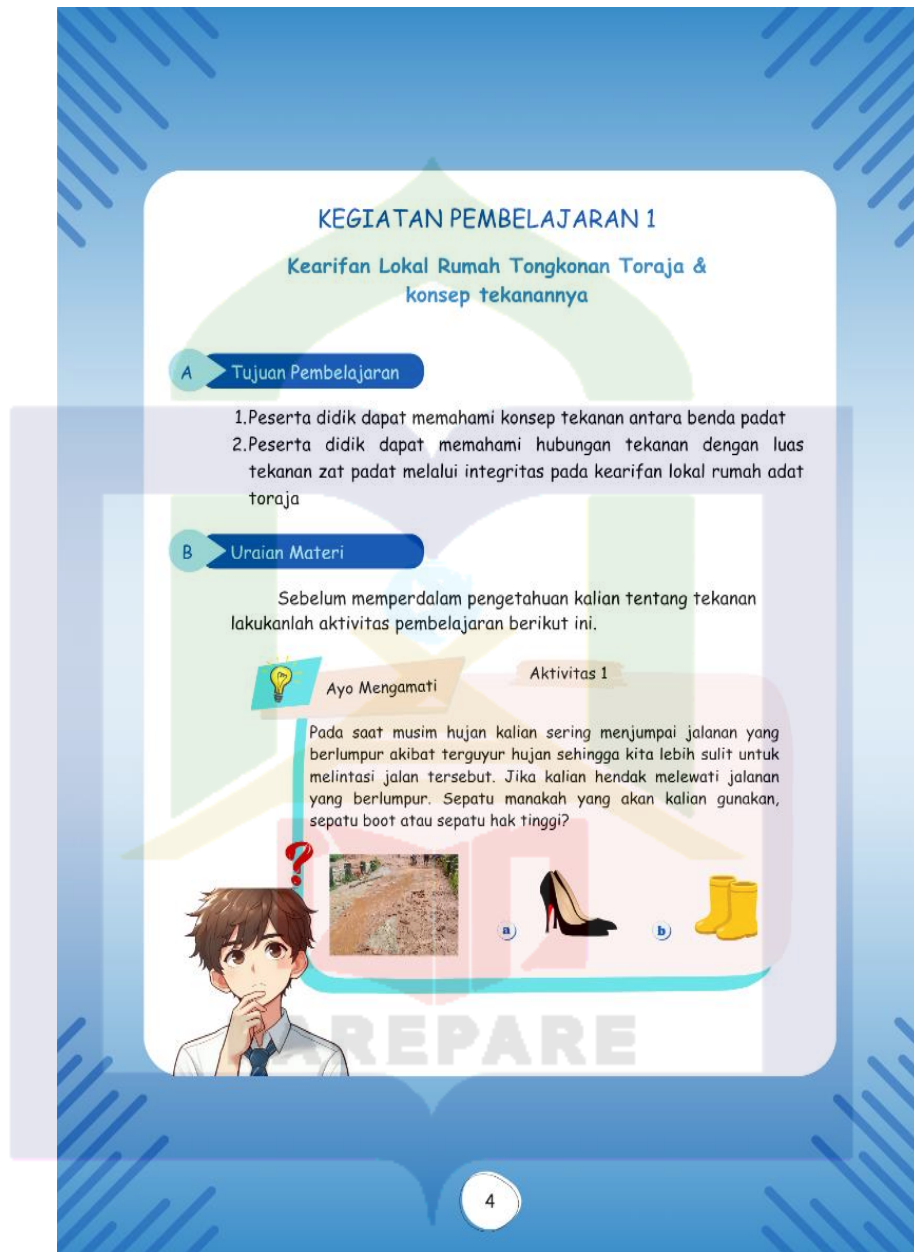 KEGIATAN PEMBELAJARAN 1
Kearifan Lokal Rumah Tongkonan Toraja &
konsep tekanannya
A
Tujuan Pembelajaran
1.Peserta didik dapat memahami konsep tekanan antara benda padat
2.Peserta didik dapat memahami hubungan tekanan dengan luas
tekanan zat padat melalui integritas pada kearifan lokal rumah adat
toraja
B
Uraian Materi
Sebelum memperdalam pengetahuan kalian tentang tekanan
lakukanlah aktivitas pembelajaran berikut ini.
Ayo Mengamati
Aktivitas 1
Pada saat musim hujan kalian sering menjumpai jalanan yang
berlumpur akibat terguyur hujan sehingga kita lebih sulit untuk
melintasi jalan tersebut. Jika kalian hendak melewati jalanan
yang berlumpur. Sepatu manakah yang akan kalian gunakan,
sepatu boot atau sepatu hak tinggi?
?
a
b
AREPARE
4